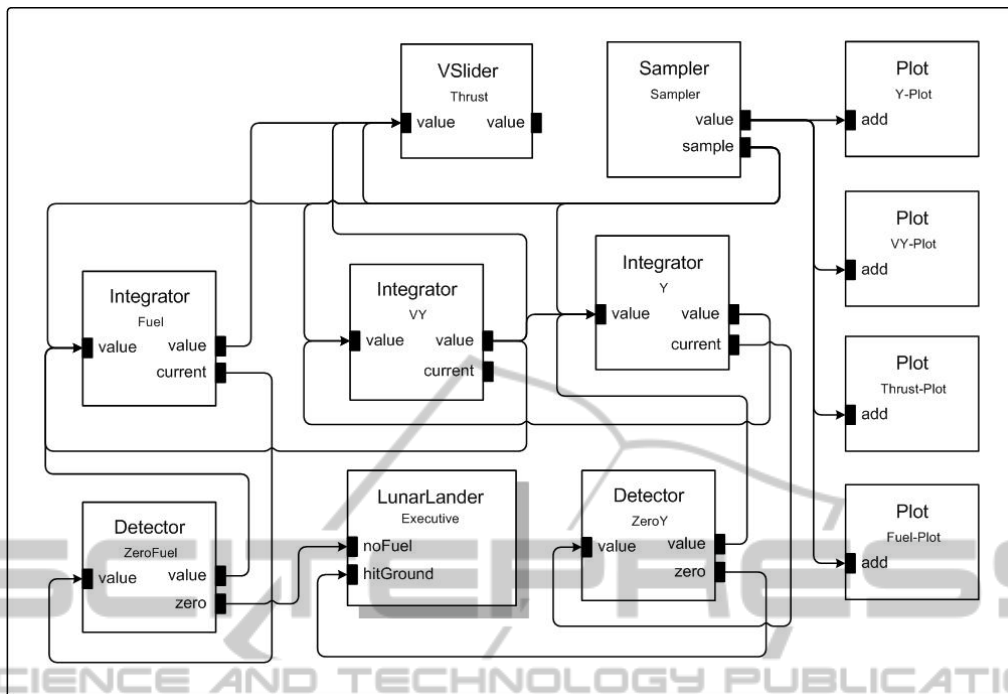 VSlider
Thrust
value value
Sampler
Sampler
value
sample
Plot
Y-Plot
add
Plot
VY-Plot
add
Integrator
Fuel
value value
current
Integrator
VY
value value
current
Integrator
Y
value value
current
Plot
Thrust-Plot
add
Detector
ZeroFuel
value value
zero
LunarLander
Executive
noFuel
hitGround
Detector
ZeroY
value value
zero
Plot
Fuel-Plot
add
SCITEPRESS
CIENCE AND TECHNOLOGY PUBLICATI